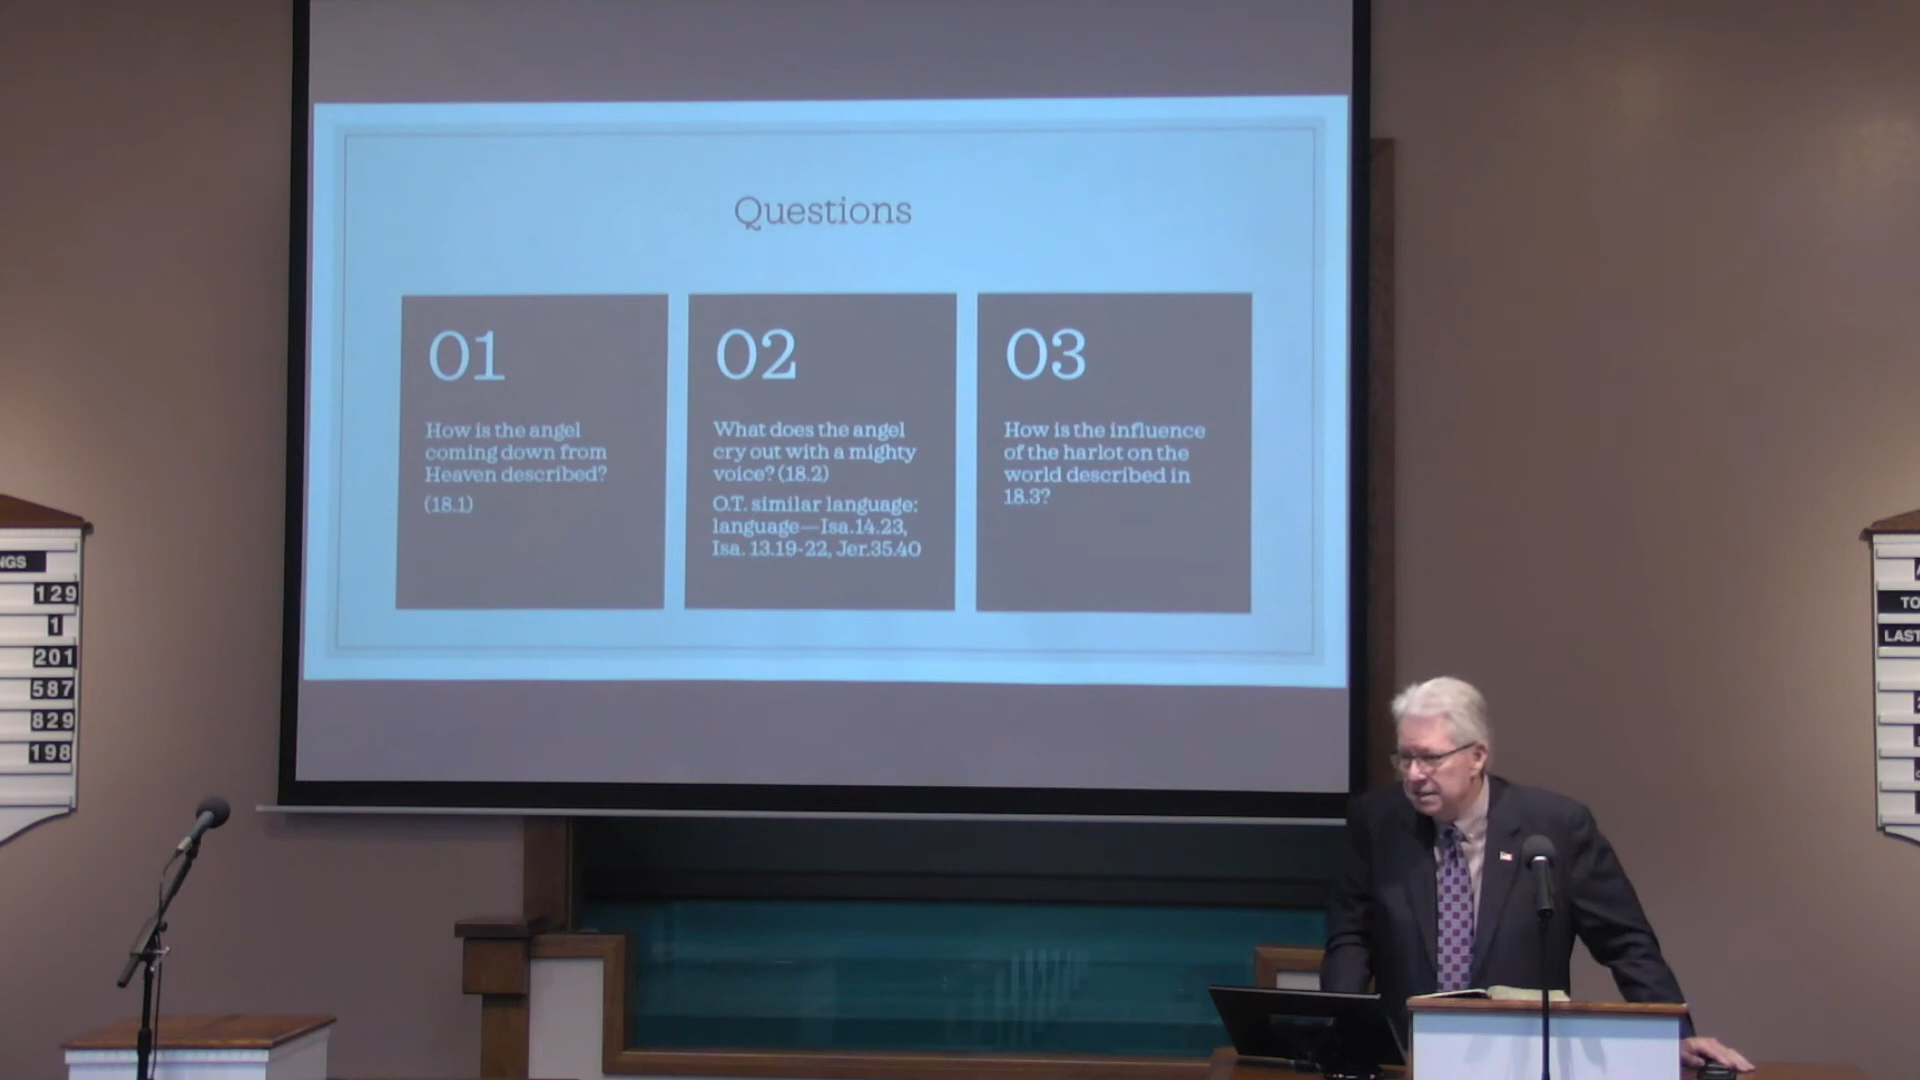 Questions
01
How is the angel
coming down from
Heaven described?
(18.1)
02
What does the angel
cry out with a mighty
voice? (18.2)
O.T. similar language:
language—Isa.14.23,
Isa. 13.19-22, Jer.35.40
03
How is the influence
of the harlot on the
world described in
18.3?
NGS
129
1
201
587
829
198
TO
LAST